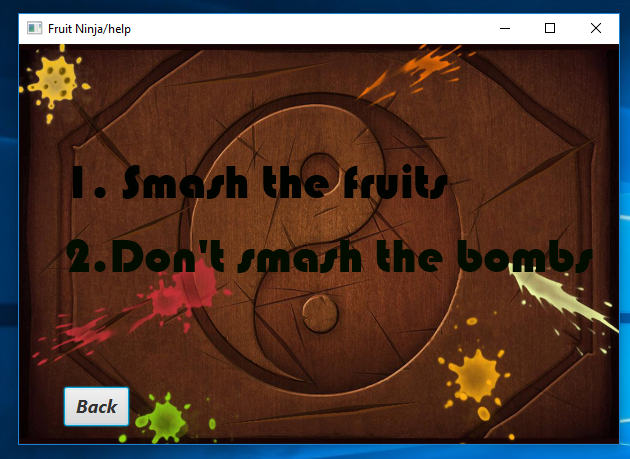 Fruit Ninja/help
1. Smash the fruits
2.Don't smash the bombs
Back